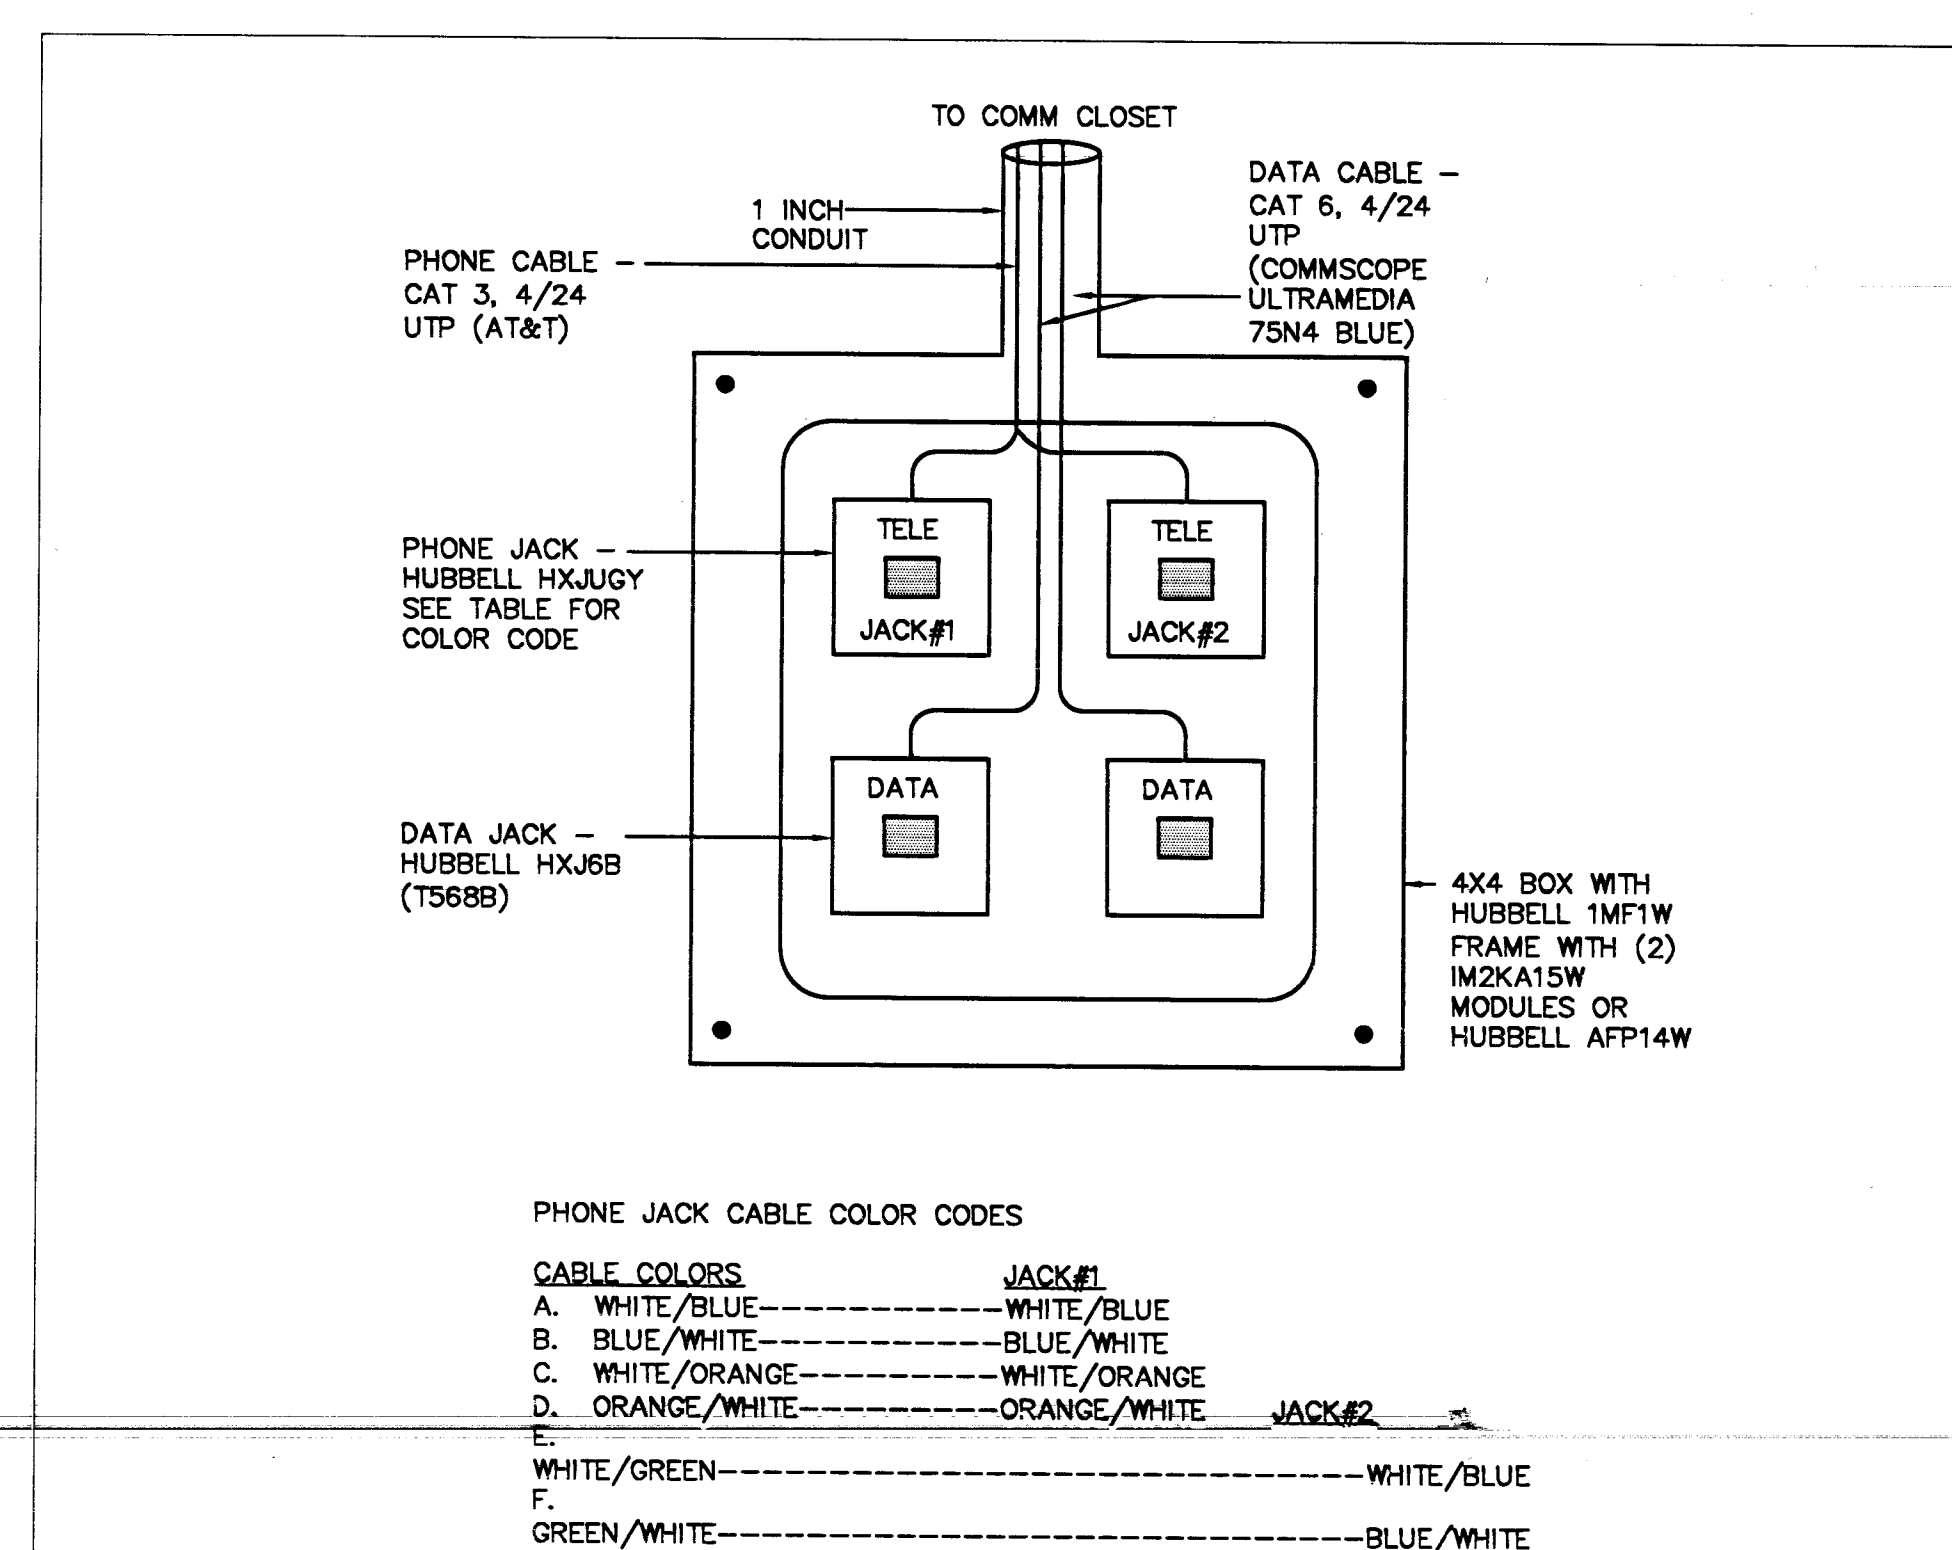 TO COMM CLOSET
1 INCH
CONDUIT
PHONE CABLE –
CAT 3, 4/24
UTP (AT&T)
DATA CABLE –
CAT 6, 4/24
UTP
(COMMSCOPE
ULTRAMEDIA
75N4 BLUE)
TELE
JACK#1
TELE
JACK#2
PHONE JACK –
HUBBELL HXJUGY
SEE TABLE FOR
COLOR CODE
DATA
DATA
DATA JACK –
HUBBELL HXJ6B
(T568B)
4X4 BOX WITH
HUBBELL 1MF1W
FRAME WITH (2)
IM2KA15W
MODULES OR
HUBBELL AFP14W
PHONE JACK CABLE COLOR CODES
CABLE COLORS JACK#1
A. WHITE/BLUE------------WHITE/BLUE
B. BLUE/WHITE------------BLUE/WHITE
C. WHITE/ORANGE----------WHITE/ORANGE
D. ORANGE/WHITE----------ORANGE/WHITE JACK#2
E.
WHITE/GREEN--------------------------------WHITE/BLUE
F.
GREEN/WHITE--------------------------------BLUE/WHITE